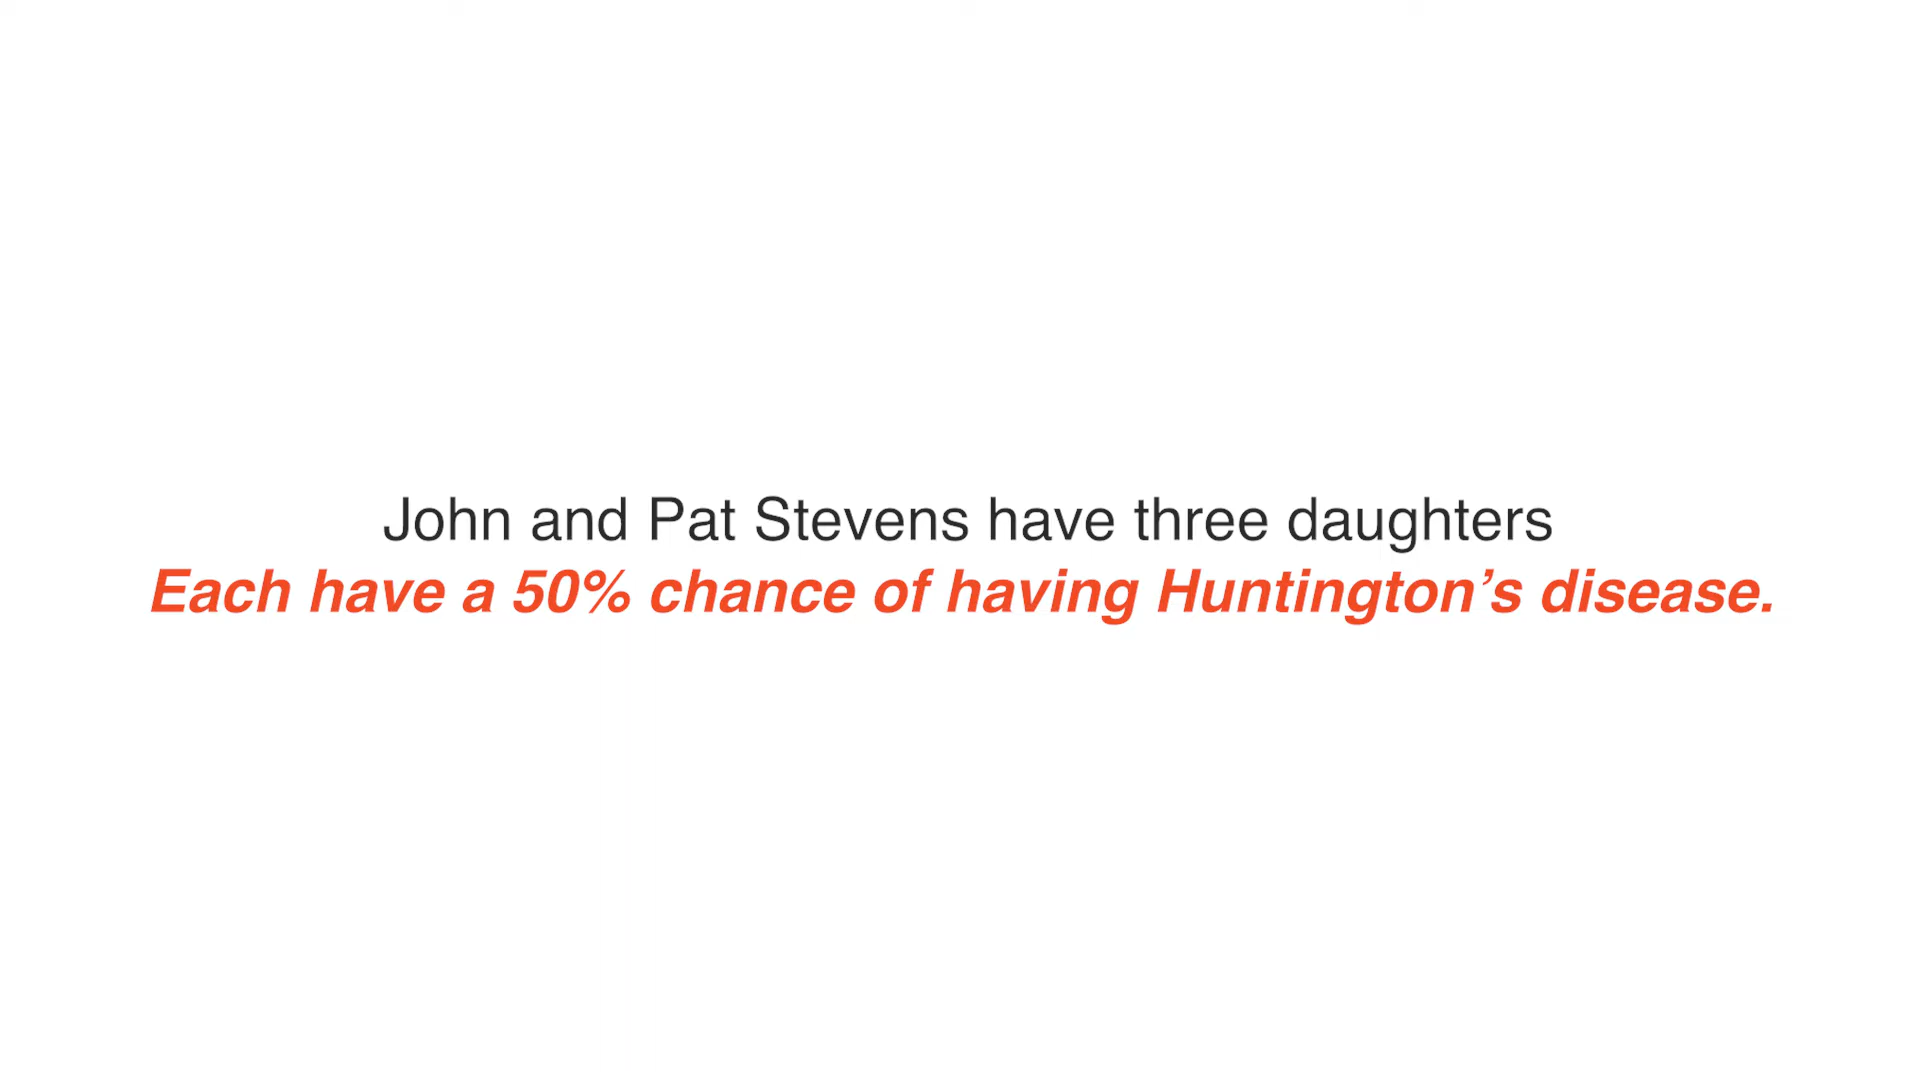 John and Pat Stevens have three daughters
Each have a 50% chance of having Huntington’s disease.